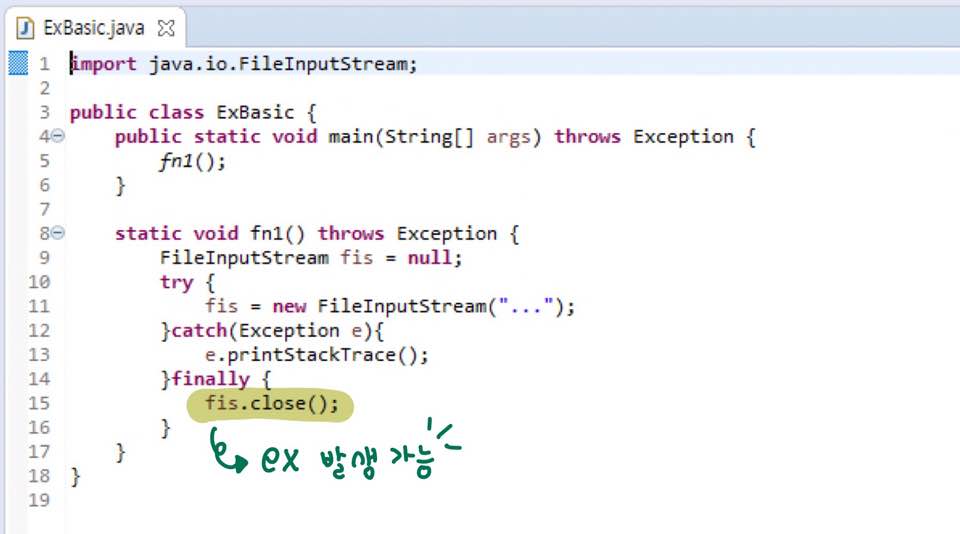 ExBasic.java
1 import java.io.FileInputStream;
2
3 public class ExBasic {
4 public static void main(String[] args) throws Exception {
5 fn1();
6 }
7
8 static void fn1() throws Exception {
9 FileInputStream fis = null;
10 try {
11 fis = new FileInputStream("...");
12 }catch(Exception e){
13 e.printStackTrace();
14 }finally {
15 fis.close();
16 }
ex 발생 가능
17 }
18 }
19